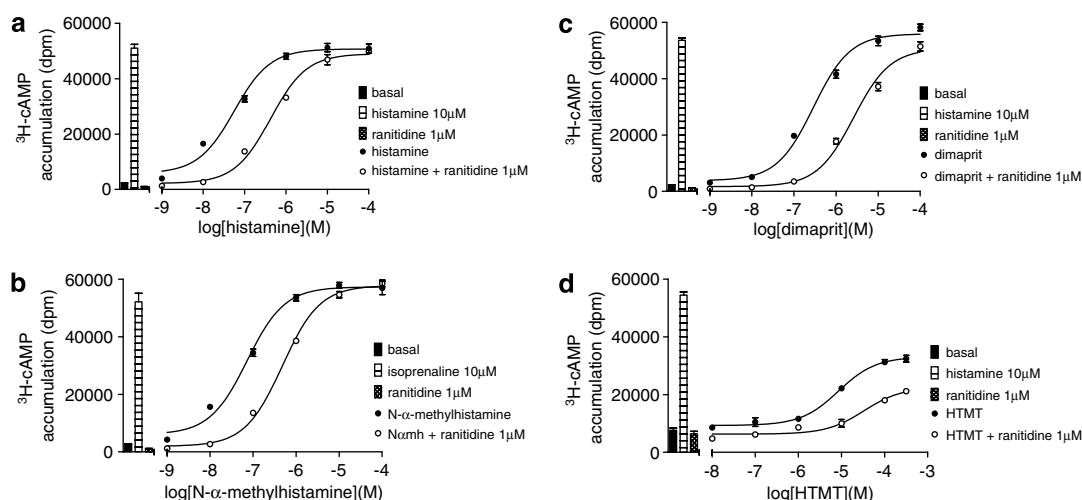 a
60000
40000
20000
0
³H-cAMP
accumulation (dpm)
-9 -8 -7 -6 -5 -4
log[histamine](M)
basal
histamine 10μM
ranitidine 1μM
histamine
histamine + ranitidine 1μM
c
60000
40000
20000
0
³H-cAMP
accumulation (dpm)
-9 -8 -7 -6 -5 -4
log[dimaprit](M)
basal
histamine 10μM
ranitidine 1μM
dimaprit
dimaprit + ranitidine 1μM
b
60000
40000
20000
0
³H-cAMP
accumulation (dpm)
-9 -8 -7 -6 -5 -4
log[N-α-methylhistamine](M)
basal
isoprenaline 10μM
ranitidine 1μM
N-α-methylhistamine
Nαmh + ranitidine 1μM
d
60000
40000
20000
0
³H-cAMP
accumulation (dpm)
-8 -7 -6 -5 -4 -3
log[HTMT](M)
basal
histamine 10μM
ranitidine 1μM
HTMT
HTMT + ranitidine 1μM